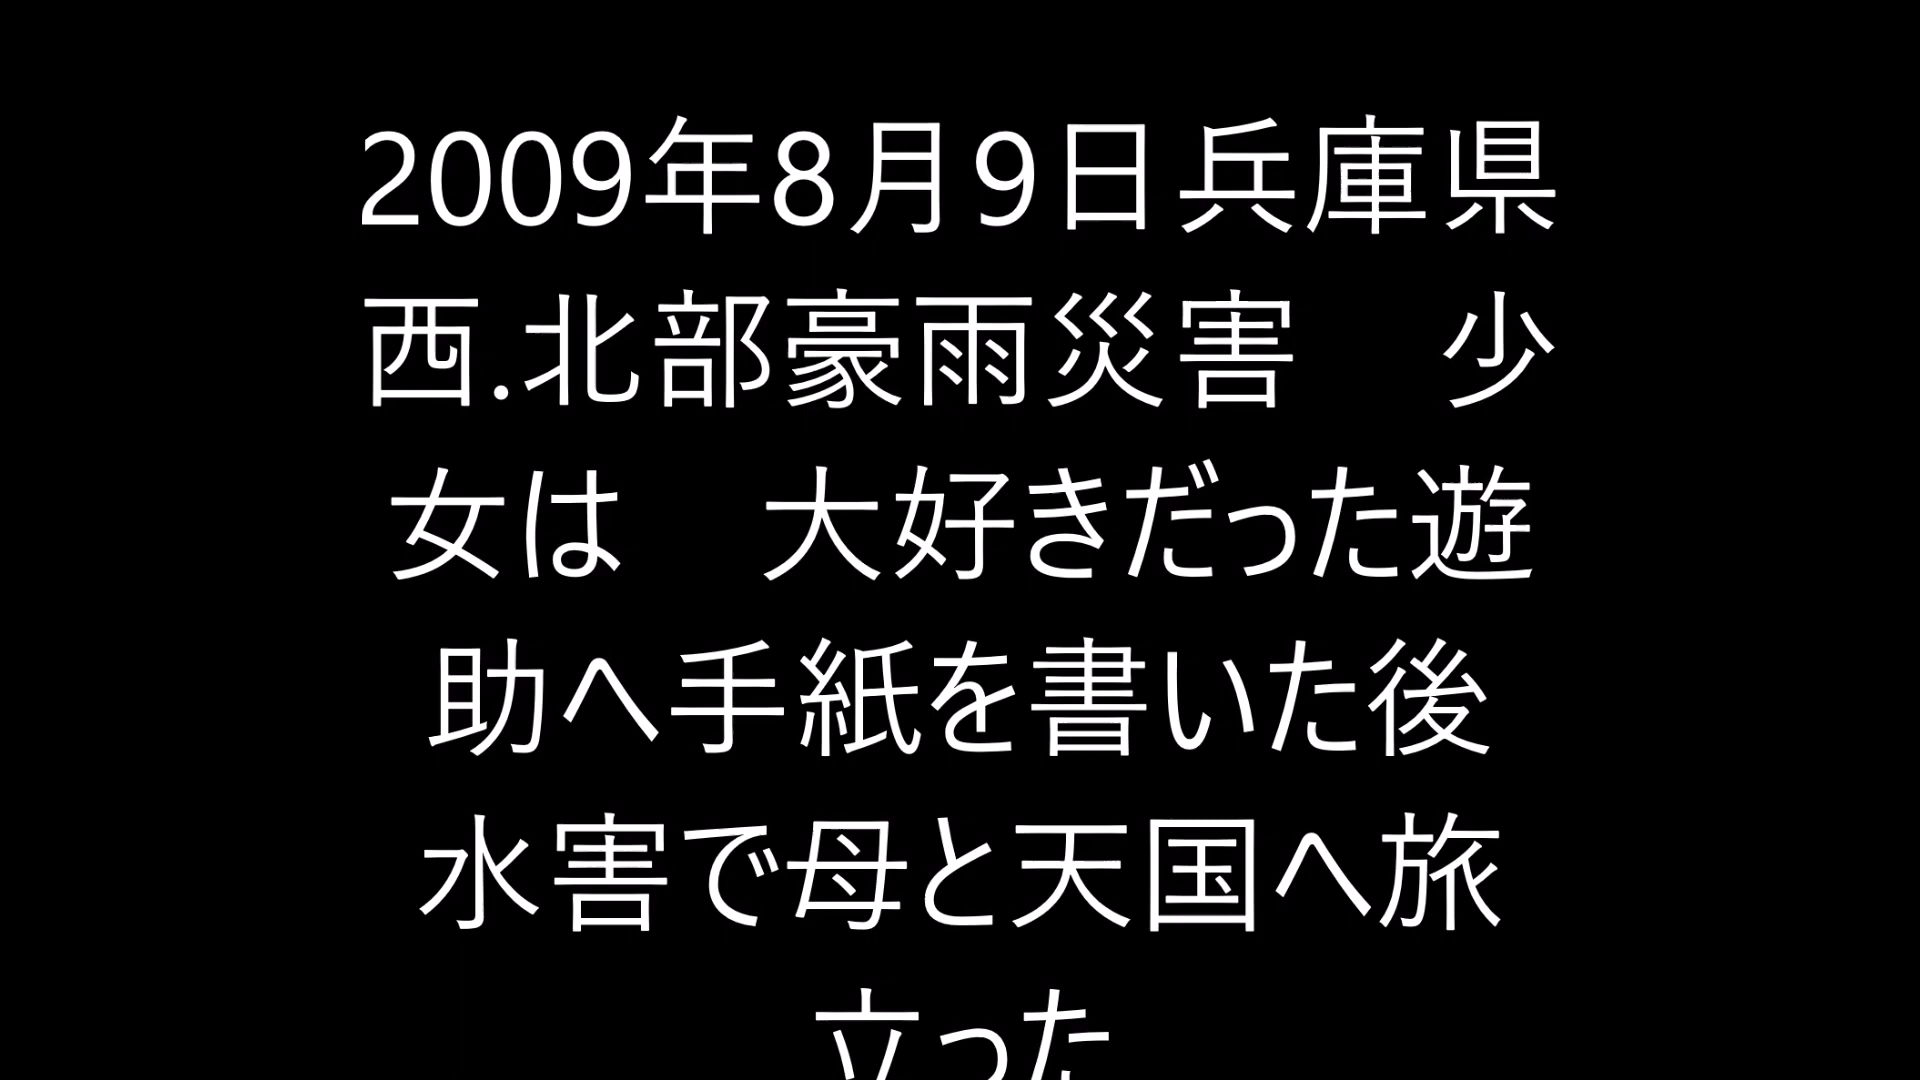 2009年8月9日兵庫県
西.北部豪雨災害　少
女は　大好きだった遊
助へ手紙を書いた後
水害で母と天国へ旅
立った